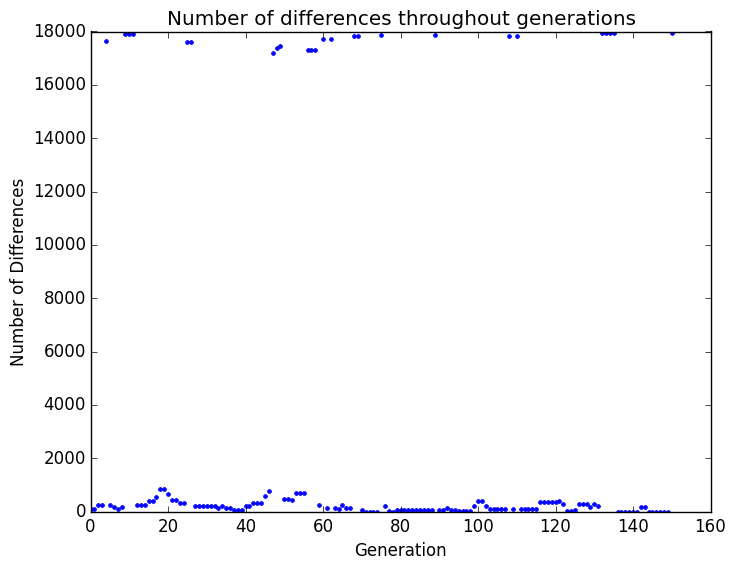 Number of differences throughout generations
18000
16000
14000
12000
10000
8000
6000
4000
2000
0
Number of Differences
0 20 40 60 80 100 120 140 160
Generation